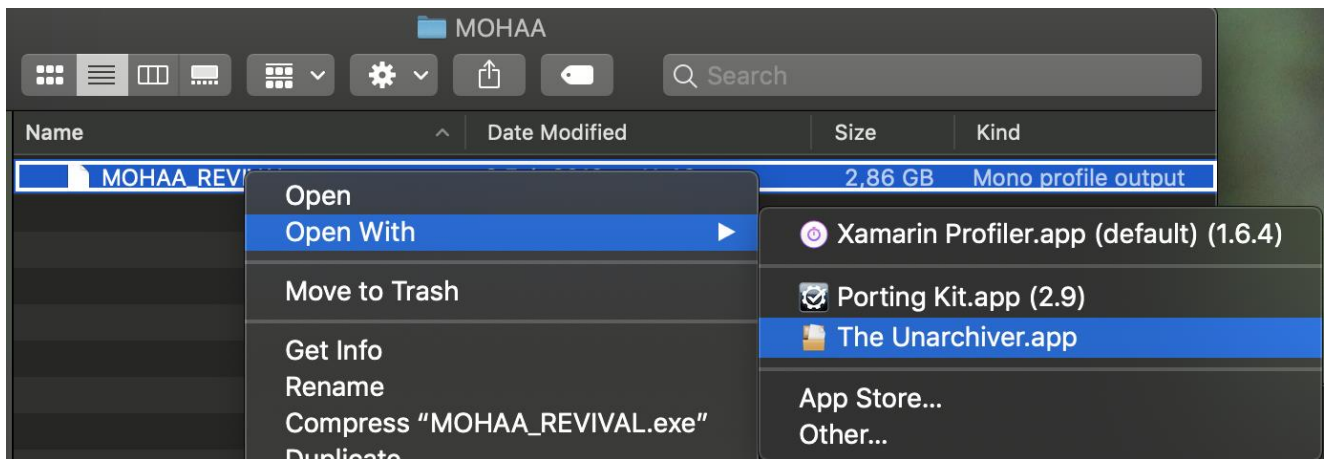 MOHAA
Search
Name Date Modified Size Kind
MOHAA_REV 2,86 GB Mono profile output
Open
Open With
Xamarin Profiler.app (default) (1.6.4)
Move to Trash
Porting Kit.app (2.9)
The Unarchiver.app
Get Info
Rename
App Store...
Compress “MOHAA_REVIVAL.exe”
Other...
Duplicate